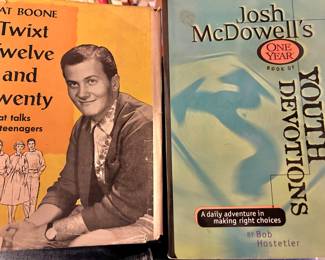 AT BOONE
Twixt
welve
and
wenty
at talks
teenagers
Josh
McDowell's
ONE
YEAR
BOOK OF
YOUTH
DEVOTIONS
A daily adventure in
making right choices
BY Bob
Hostetler